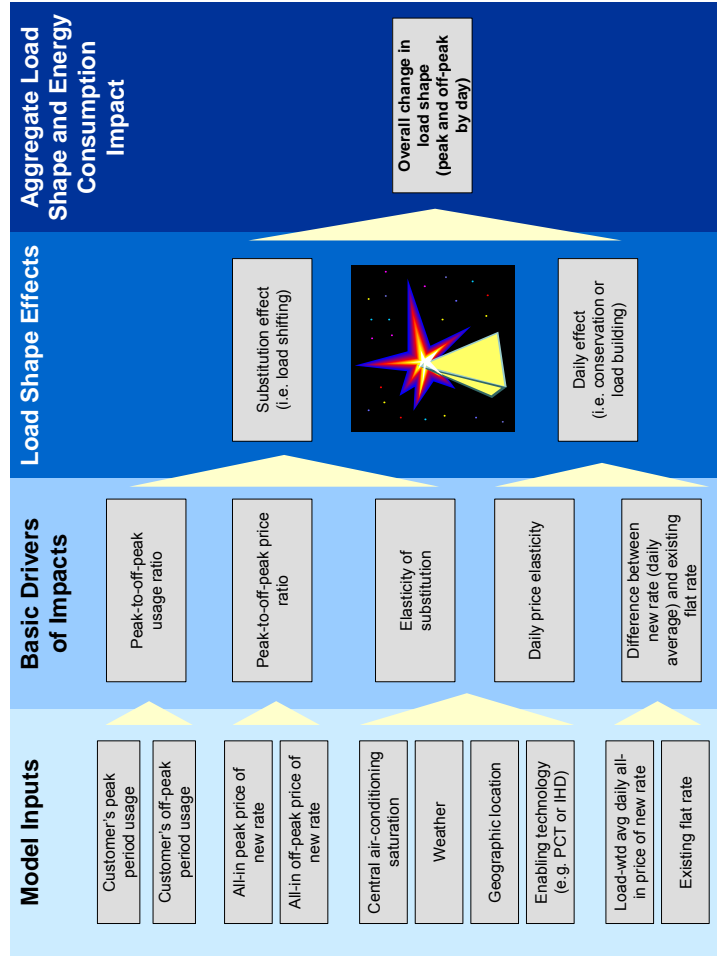 Model Inputs
Customer's peak
period usage
Customer's off-peak
period usage
All-in peak price of
new rate
All-in off-peak price of
new rate
Central air-conditioning
saturation
Weather
Geographic location
Enabling technology
(e.g. PCT or IHD)
Load-wtd avg daily all-
in price of new rate
Existing flat rate
Basic Drivers
of Impacts
Peak-to-off-peak
usage ratio
Peak-to-off-peak price
ratio
Elasticity of
substitution
Daily price elasticity
Difference between
new rate (daily
average) and existing
flat rate
Load Shape Effects
Substitution effect
(i.e. load shifting)
Daily effect
(i.e. conservation or
load building)
Aggregate Load
Shape and Energy
Consumption
Impact
Overall change in
load shape
(peak and off-peak
by day)